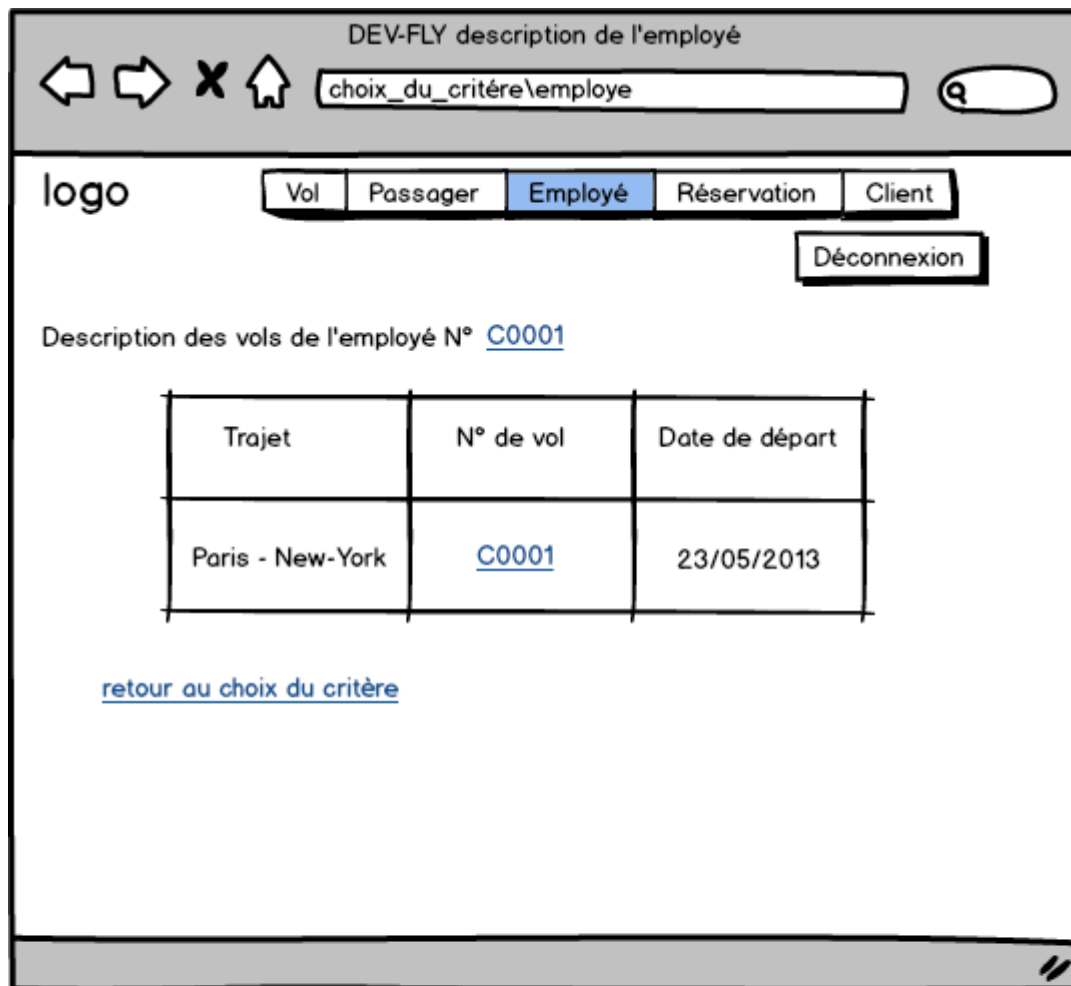 DEV-FLY description de l'employé
choix_du_critére\employe
logo Vol Passager Employé Réservation Client
Déconnexion
Description des vols de l'employé N° C0001
Trajet N° de vol Date de départ
Paris - New-York C0001 23/05/2013
retour au choix du critère